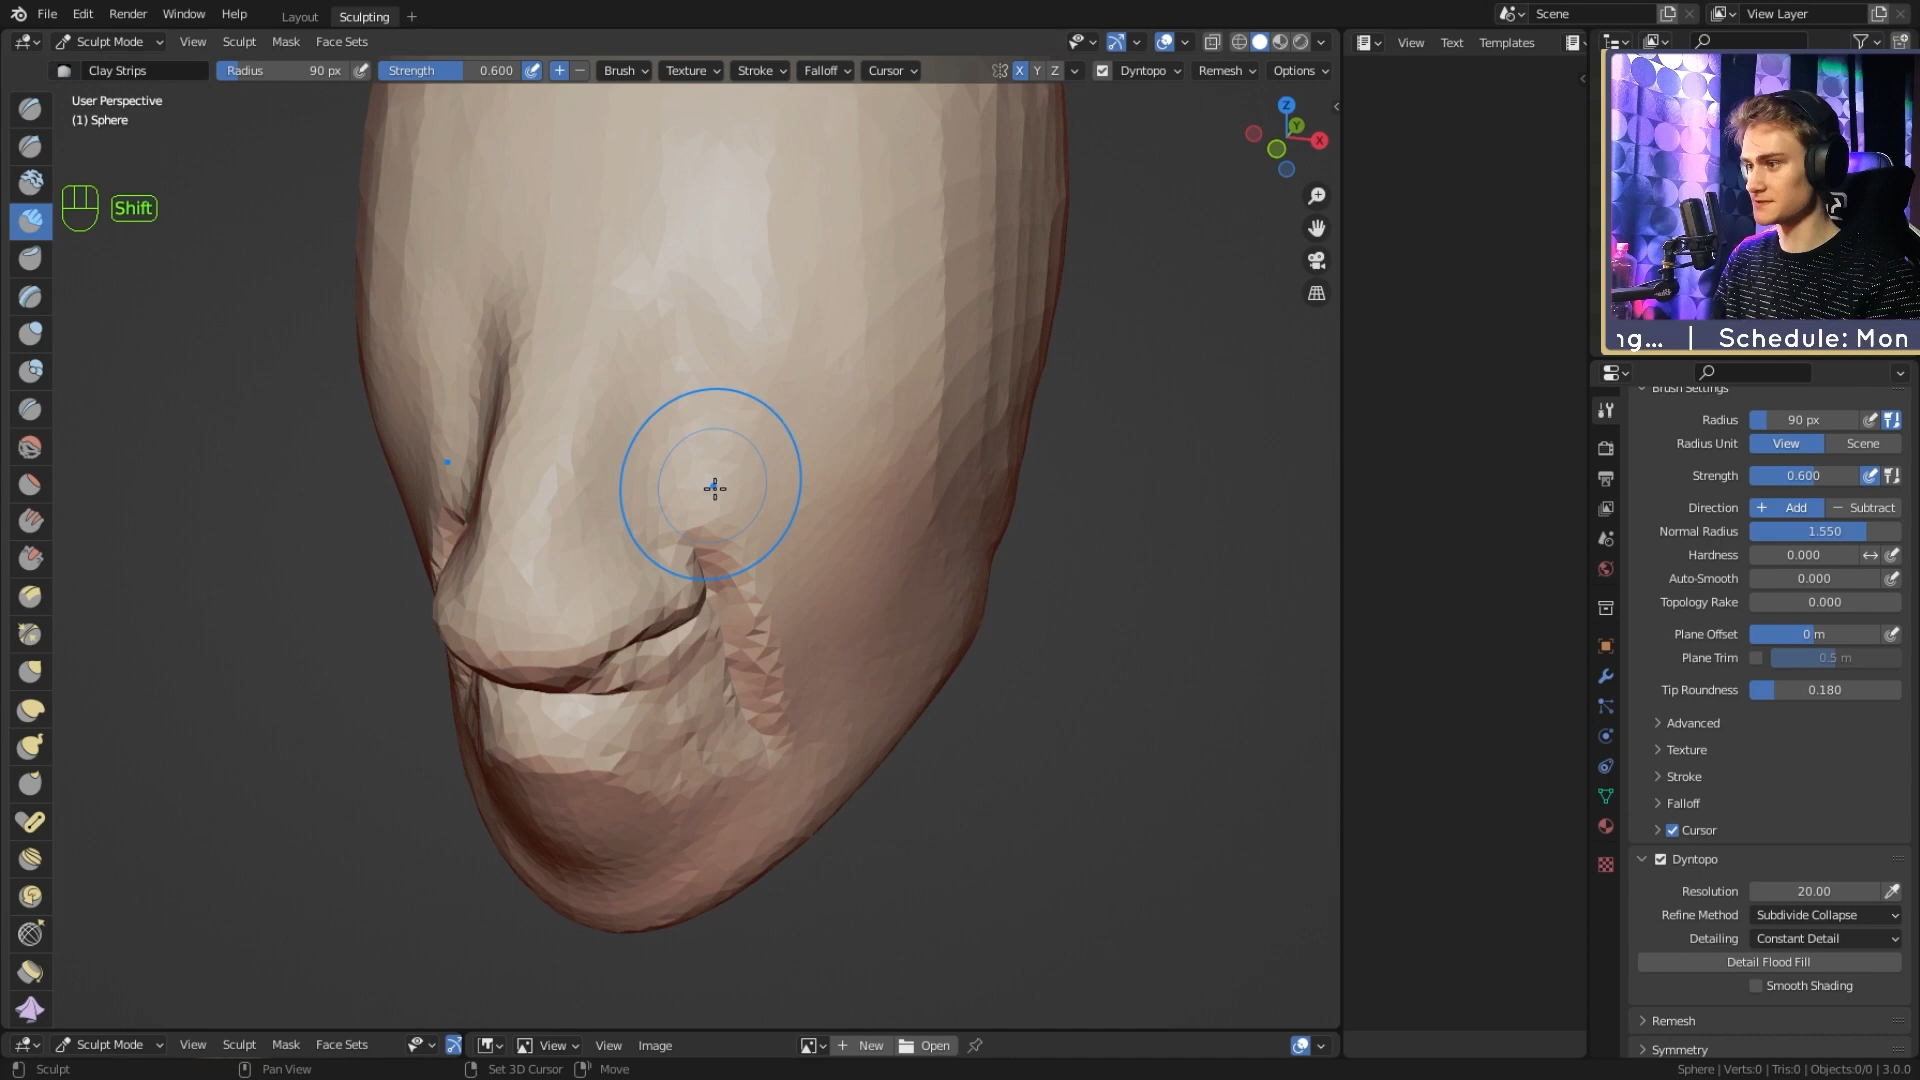 File Edit Render Window Help Layout Sculpting + Scene View Layer
Sculpt Mode View Sculpt Mask Face Sets View Text Templates
Clay Strips Radius 90 px Strength 0.600 Brush Texture Stroke Falloff Cursor X Y Z Dyntopo Remesh Options
User Perspective
(1) Sphere
Z
Y
X
Shift
ng... | Schedule: Mon
Brush Settings
Radius 90 px
Radius Unit View Scene
Strength 0.600
Direction + Add − Subtract
Normal Radius 1.550
Hardness 0.000
Auto-Smooth 0.000
Topology Rake 0.000
Plane Offset 0 m
Plane Trim 0.5 m
Tip Roundness 0.180
Advanced
Texture
Stroke
Falloff
Cursor
Dyntopo
Resolution 20.00
Refine Method Subdivide Collapse
Detailing Constant Detail
Detail Flood Fill
Smooth Shading
Remesh
Symmetry
Sculpt Mode View Sculpt Mask Face Sets View View Image + New Open
Sculpt Pan View Set 3D Cursor Move Sphere | Verts:0 | Tris:0 | Objects:0/0 | 3.0.0